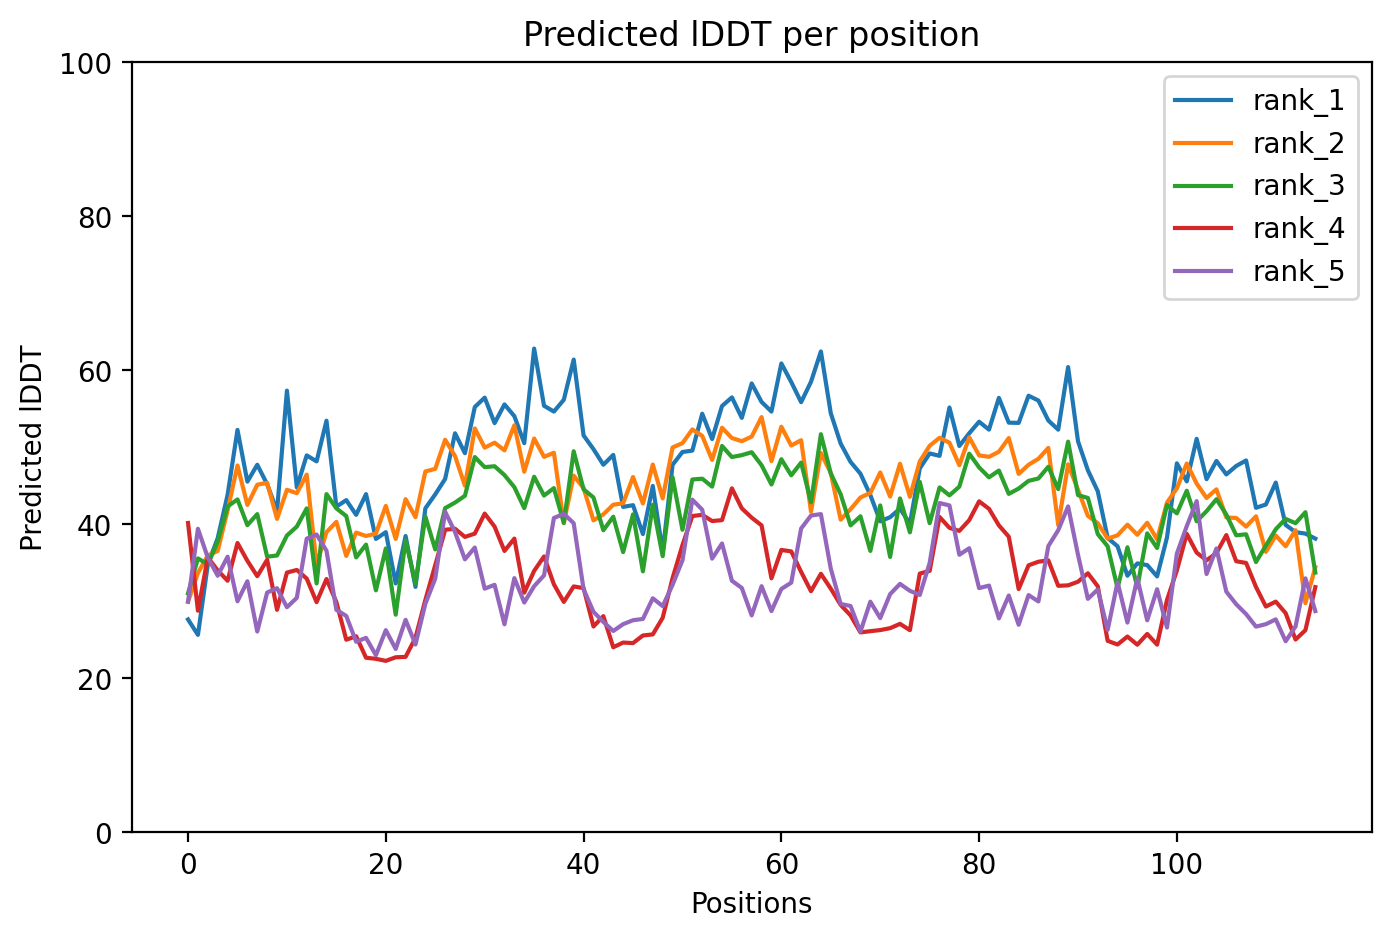 Predicted lDDT per position
100
80
60
40
20
0
Predicted lDDT
0 20 40 60 80 100
Positions
rank_1
rank_2
rank_3
rank_4
rank_5